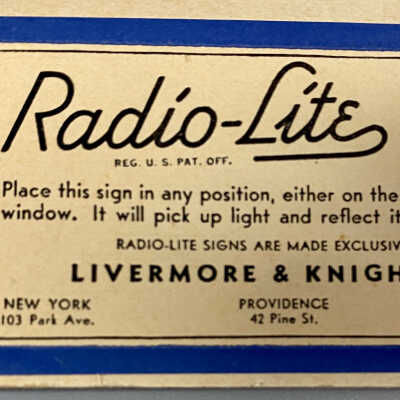 Radio-Lite
REG. U. S. PAT. OFF.
Place this sign in any position, either on the
window. It will pick up light and reflect it
RADIO-LITE SIGNS ARE MADE EXCLUSIV
LIVERMORE & KNIGH
NEW YORK PROVIDENCE
103 Park Ave. 42 Pine St.